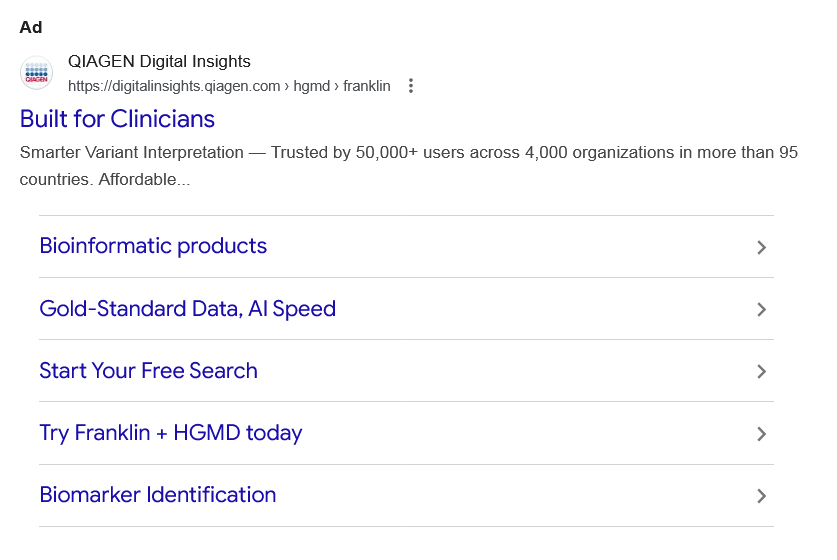 Ad
QIAGEN
QIAGEN Digital Insights
https://digitalinsights.qiagen.com › hgmd › franklin
Built for Clinicians
Smarter Variant Interpretation — Trusted by 50,000+ users across 4,000 organizations in more than 95
countries. Affordable...
Bioinformatic products
Gold-Standard Data, AI Speed
Start Your Free Search
Try Franklin + HGMD today
Biomarker Identification